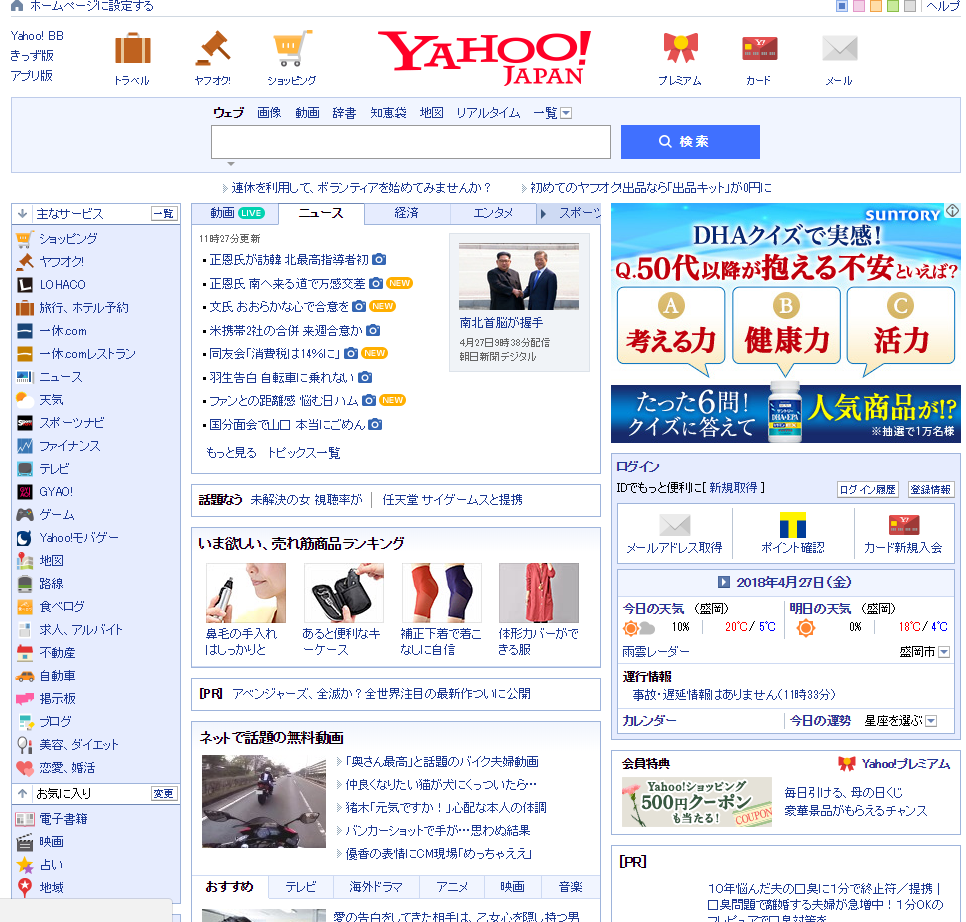 ホームページに設定する
ヘルプ
Yahoo! BB
きっず版
アプリ版
トラベル
ヤフオク!
ショッピング
YAHOO!
JAPAN
プレミアム
カード
メール
ウェブ 画像 動画 辞書 知恵袋 地図 リアルタイム 一覧
検索
連休を利用して、ボランティアを始めてみませんか？
初めてのヤフオク出品なら「出品キット」が0円に
主なサービス 一覧
ショッピング
ヤフオク!
LOHACO
旅行、ホテル予約
一休.com
一休.comレストラン
ニュース
天気
スポーツナビ
ファイナンス
テレビ
GYAO!
ゲーム
Yahoo!モバゲー
地図
路線
食べログ
求人、アルバイト
不動産
自動車
掲示板
ブログ
美容、ダイエット
恋愛、婚活
お気に入り 変更
電子書籍
映画
占い
地域
動画 LIVE ニュース 経済 エンタメ スポーツ
11時27分更新
正恩氏が訪韓 北最高指導者初
正恩氏 南へ来る道で万感交差 NEW
文氏 おおらかな心で合意を NEW
米携帯2社の合併 来週合意か
同友会「消費税は14%に」 NEW
羽生告白 自転車に乗れない
ファンとの距離感 悩む日ハム NEW
国分面会で山口 本当にごめん
もっと見る トピックス一覧
南北首脳が握手
4月27日9時38分配信
朝日新聞デジタル
話題なう 未解決の女 視聴率が 任天堂 サイゲームスと提携
いま欲しい、売れ筋商品ランキング
鼻毛の手入れはしっかりと
あると便利なキーケース
補正下着で着こなしに自信
体形カバーができる服
[PR] アベンジャーズ、全滅か？全世界注目の最新作ついに公開
ネットで話題の無料動画
「奥さん最高」と話題のバイク夫婦動画
仲良くなりたい猫が犬にくっついたら…
猪木「元気ですか！」心配な本人の体調
バンカーショットで手が…思わぬ結果
優香の表情にCM現場「めっちゃええ」
おすすめ テレビ 海外ドラマ アニメ 映画 音楽
愛の告白をしてきた相手は、乙女心を隠し持つ男
SUNTORY
DHAクイズで実感!
Q.50代以降が抱える不安といえば?
A
考える力
B
健康力
C
活力
たった6問!
クイズに答えて
DHA&EPA
人気商品が!?
※抽選で1万名様
ログイン
IDでもっと便利に[ 新規取得 ] ログイン履歴 登録情報
メールアドレス取得
ポイント確認
カード新規入会
2018年4月27日(金)
今日の天気 (盛岡)
10% 20℃/ 5℃
明日の天気 (盛岡)
0% 18℃/ 4℃
雨雲レーダー 盛岡市
運行情報
事故・遅延情報はありません(11時33分)
カレンダー 今日の運勢 星座を選ぶ
会員特典 Yahoo!プレミアム
Yahoo!ショッピング
500円クーポン
も当たる!
COUPON
毎日引ける、母の日くじ
豪華景品がもらえるチャンス
[PR]
10年悩んだ夫の口臭に1分で終止符／提携
口臭問題で離婚する夫婦が急増中！1分OKの